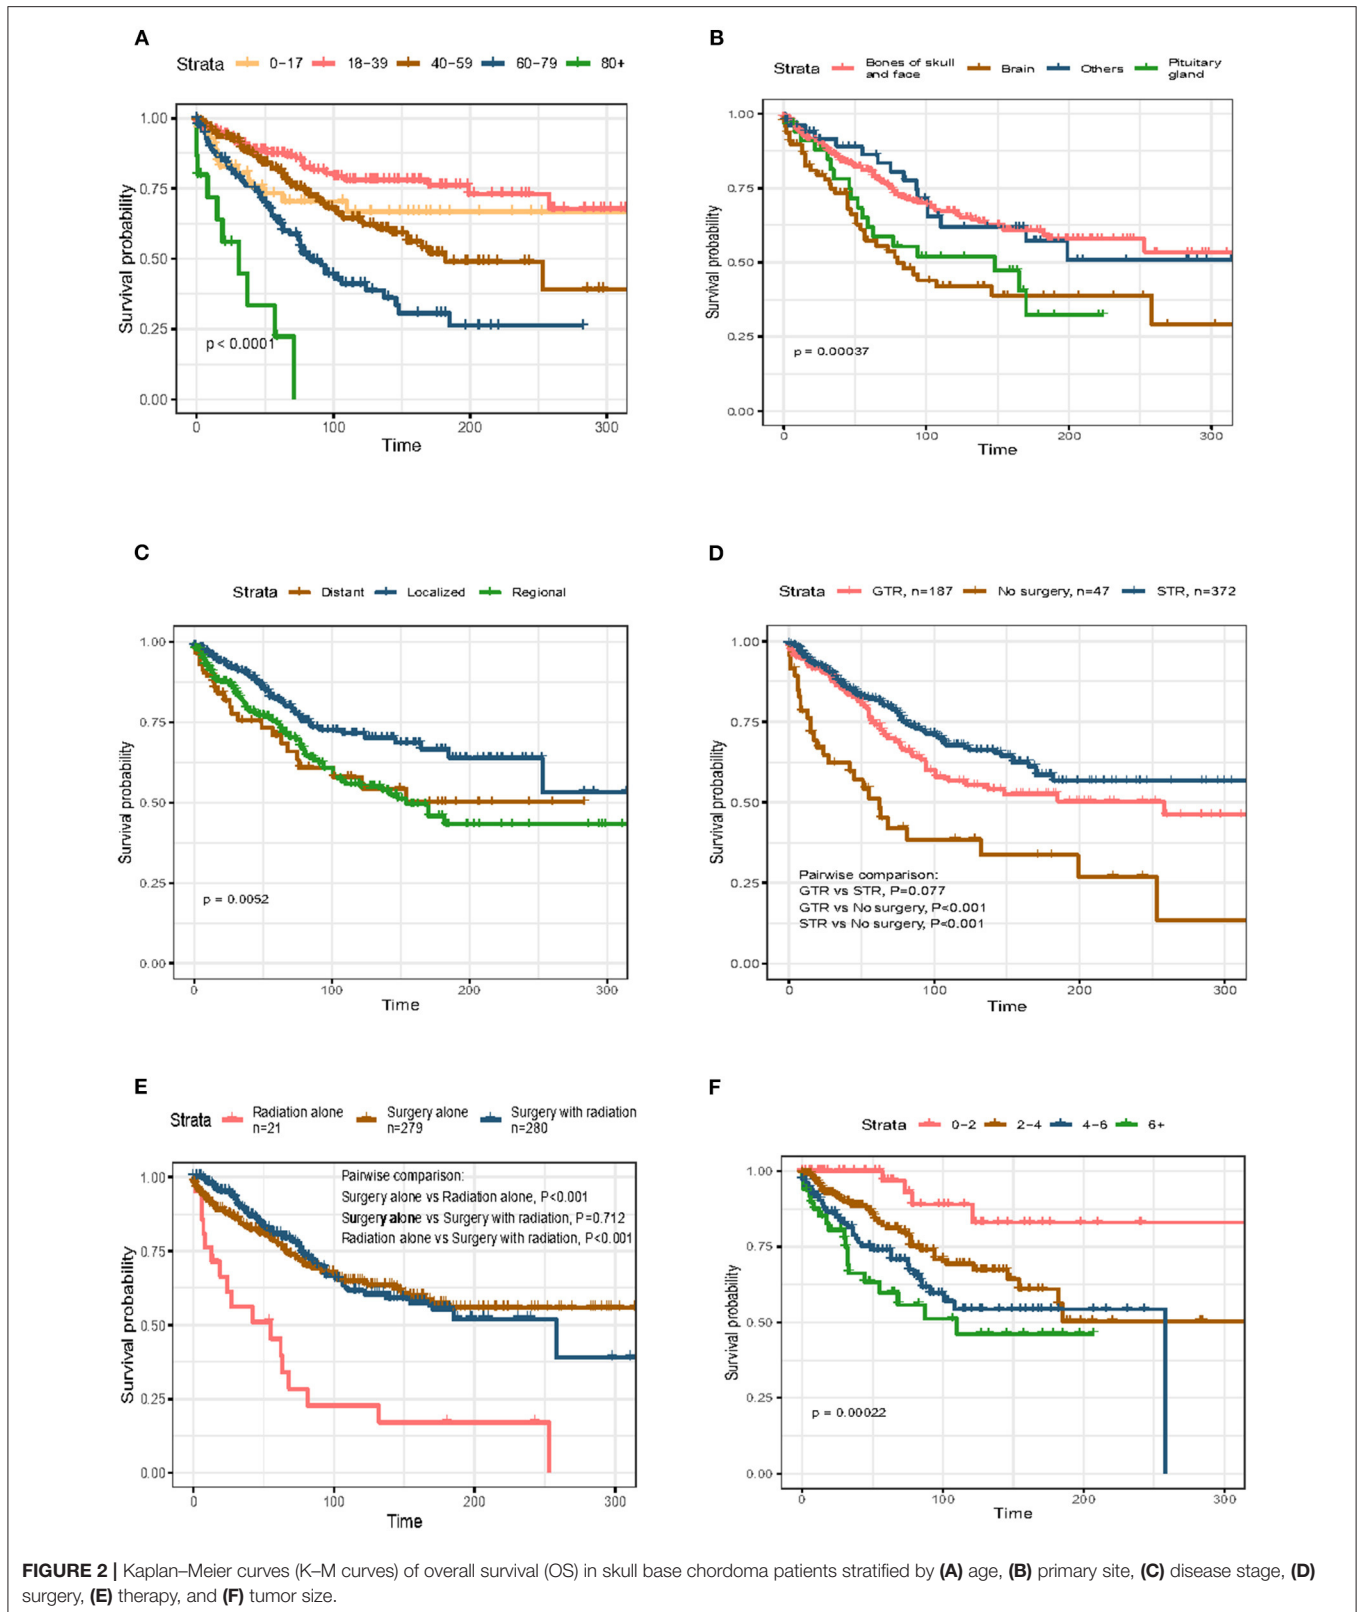 A
Strata 0-17 18-39 40-59 60-79 80+
Survival probability
1.00
0.75
0.50
0.25
0.00
p < 0.0001
0 100 200 300
Time
B
Strata Bones of skull and face Brain Others Pituitary gland
Survival probability
1.00
0.75
0.50
0.25
0.00
p = 0.00037
0 100 200 300
Time
C
Strata Distant Localized Regional
Survival probability
1.00
0.75
0.50
0.25
0.00
p = 0.0052
0 100 200 300
Time
D
Strata GTR, n=187 No surgery, n=47 STR, n=372
Survival probability
1.00
0.75
0.50
0.25
0.00
Pairwise comparison:
GTR vs STR, P=0.077
GTR vs No surgery, P<0.001
STR vs No surgery, P<0.001
0 100 200 300
Time
E
Strata Radiation alone n=21 Surgery alone n=279 Surgery with radiation n=280
Survival probability
1.00
0.75
0.50
0.25
0.00
Pairwise comparison:
Surgery alone vs Radiation alone, P<0.001
Surgery alone vs Surgery with radiation, P=0.712
Radiation alone vs Surgery with radiation, P<0.001
0 100 200 300
Time
F
Strata 0-2 2-4 4-6 6+
Survival probability
1.00
0.75
0.50
0.25
0.00
p = 0.00022
0 100 200 300
Time
FIGURE 2 | Kaplan–Meier curves (K–M curves) of overall survival (OS) in skull base chordoma patients stratified by (A) age, (B) primary site, (C) disease stage, (D)
surgery, (E) therapy, and (F) tumor size.